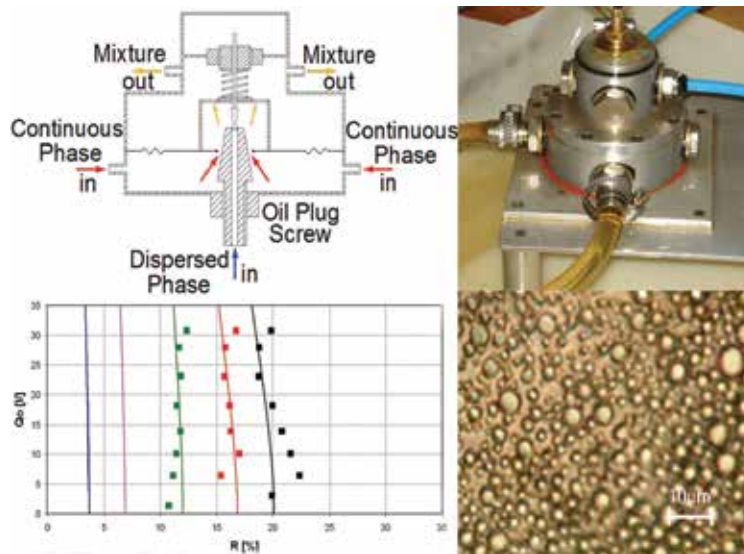 Mixture
out
Mixture
out
Continuous
Phase
in
Continuous
Phase
in
Oil Plug
Screw
Dispersed
Phase
in
35
30
25
20
15
10
5
0
0
5
10
15
20
25
30
35
R [%]
10µm